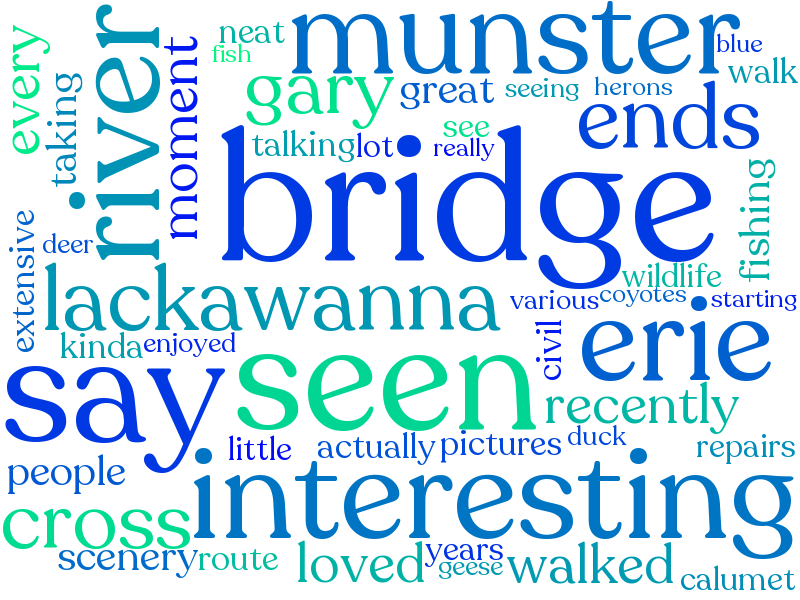 munster
neat
fish
blue
walk
every
river
moment
gary
great
seeing
herons
ends
taking
see
talking
lot
really
bridge
fishing
extensive
deer
lackawanna
wildlife
various
coyotes
starting
kinda
enjoyed
civil
erie
say
seen
recently
little
actually
pictures
duck
repairs
people
interesting
cross
scenery
route
loved
years
geese
walked
calumet